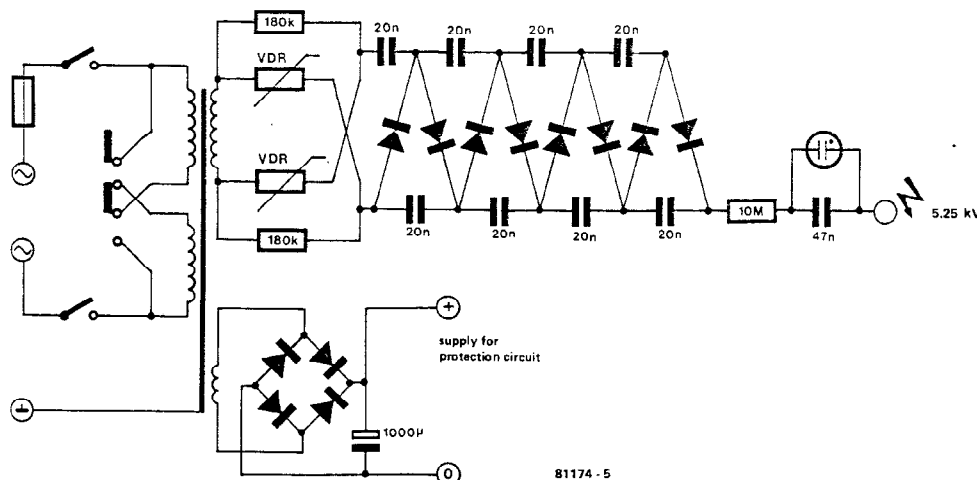 180k
VDR
VDR
180k
20n
20n
20n
20n
20n
20n
20n
20n
10M
47n
5.25 kV
+
supply for
protection circuit
1000µ
0
81174 - 5